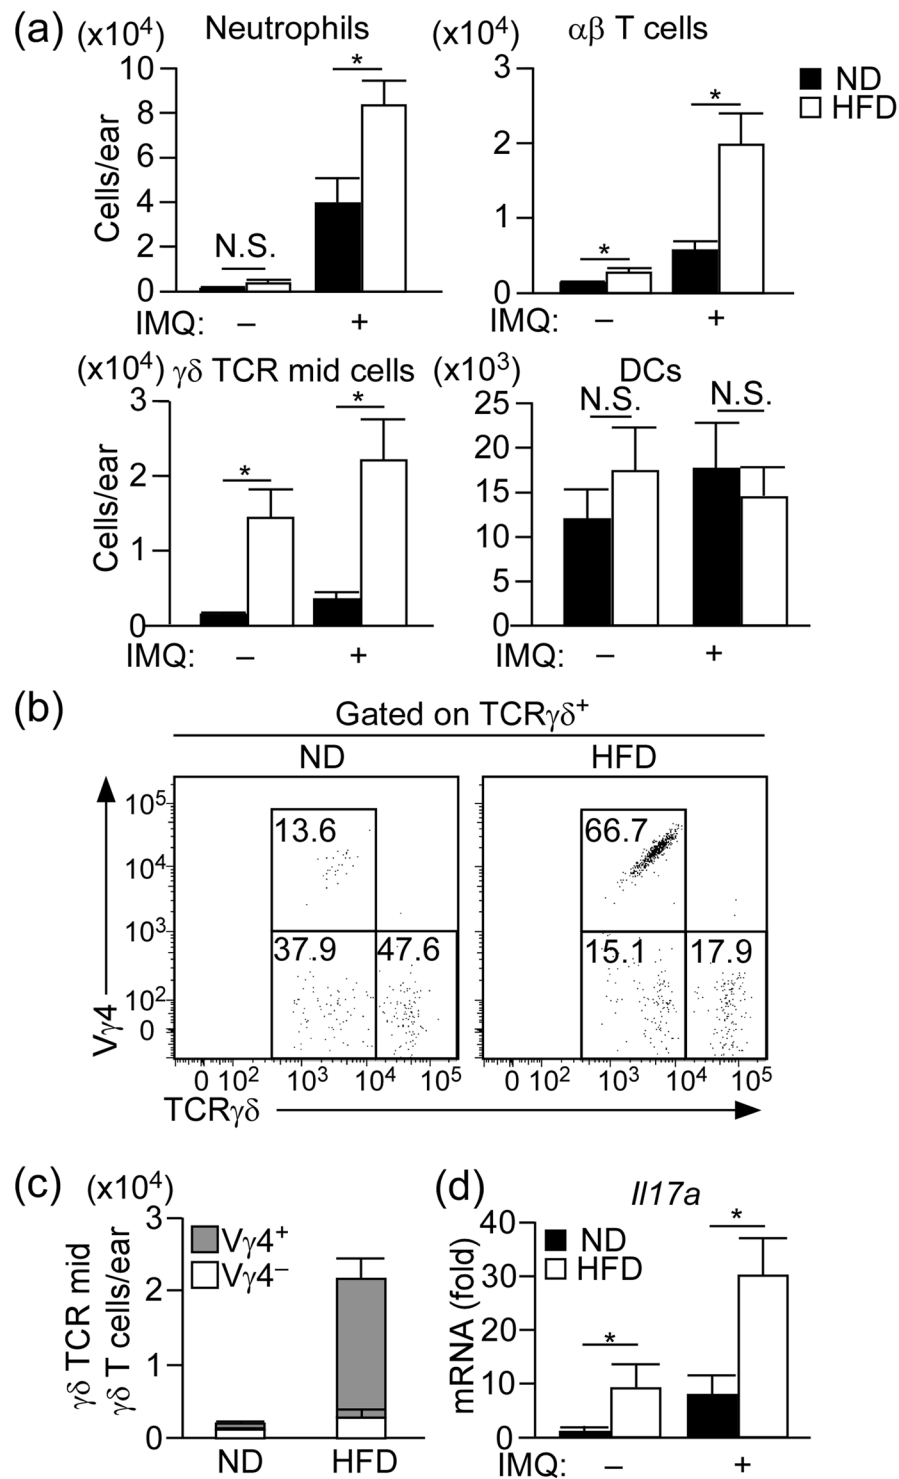 (a) (x10⁴) Neutrophils
10
8
6
4
2
0
Cells/ear
N.S.
*
IMQ: – +
(x10⁴) αβ T cells
3
2
1
0
*
*
IMQ: – +
ND
HFD
(x10⁴) γδ TCR mid cells
3
2
1
0
Cells/ear
*
*
IMQ: – +
(x10³) DCs
25
20
15
10
5
0
N.S.
N.S.
IMQ: – +
(b)
Gated on TCRγδ⁺
ND HFD
10⁵
10⁴
10³
10²
0
Vγ4
13.6
37.9 47.6
66.7
15.1 17.9
0 10² 10³ 10⁴ 10⁵
0 10² 10³ 10⁴ 10⁵
TCRγδ
(c) (x10⁴)
3
2
1
0
γδ TCR mid
γδ T cells/ear
Vγ4⁺
Vγ4⁻
ND HFD
(d) Il17a
40
30
20
10
0
mRNA (fold)
ND
HFD
*
*
IMQ: – +